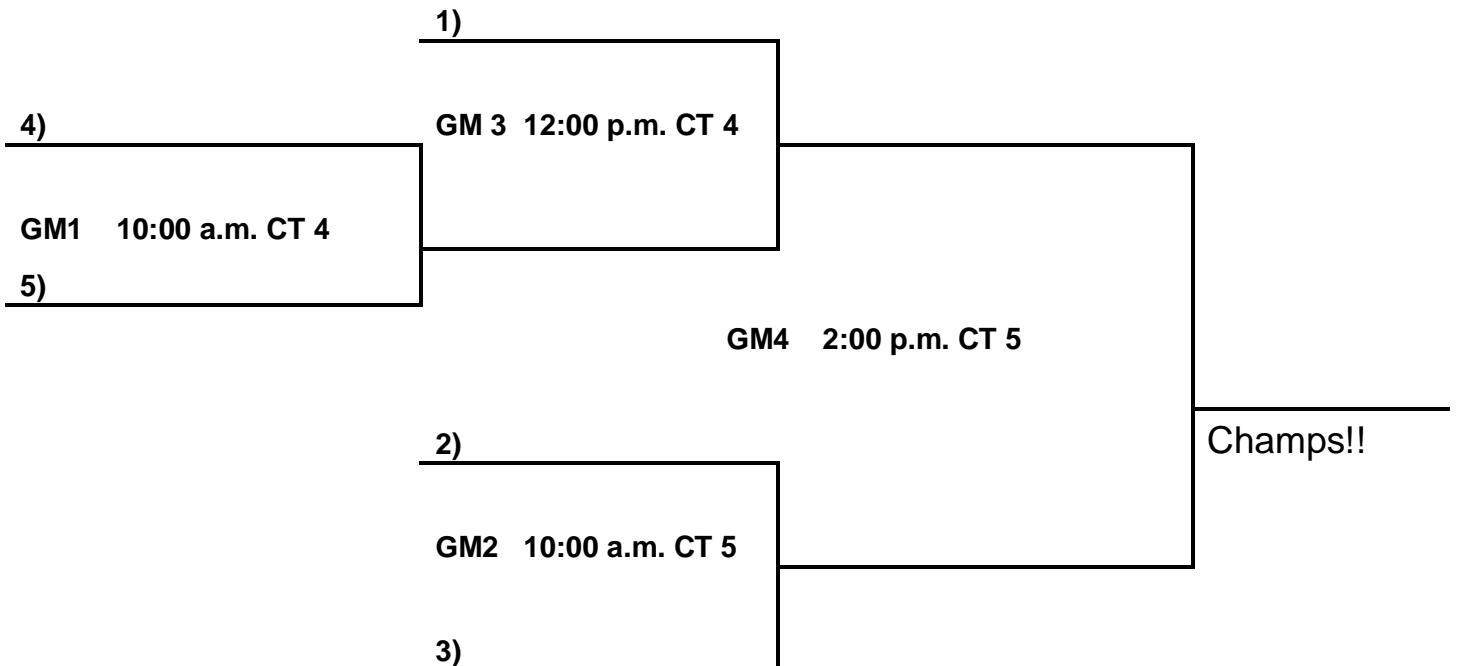 1)
4)
GM 3 12:00 p.m. CT 4
GM1 10:00 a.m. CT 4
5)
GM4 2:00 p.m. CT 5
2)
Champs!!
GM2 10:00 a.m. CT 5
3)